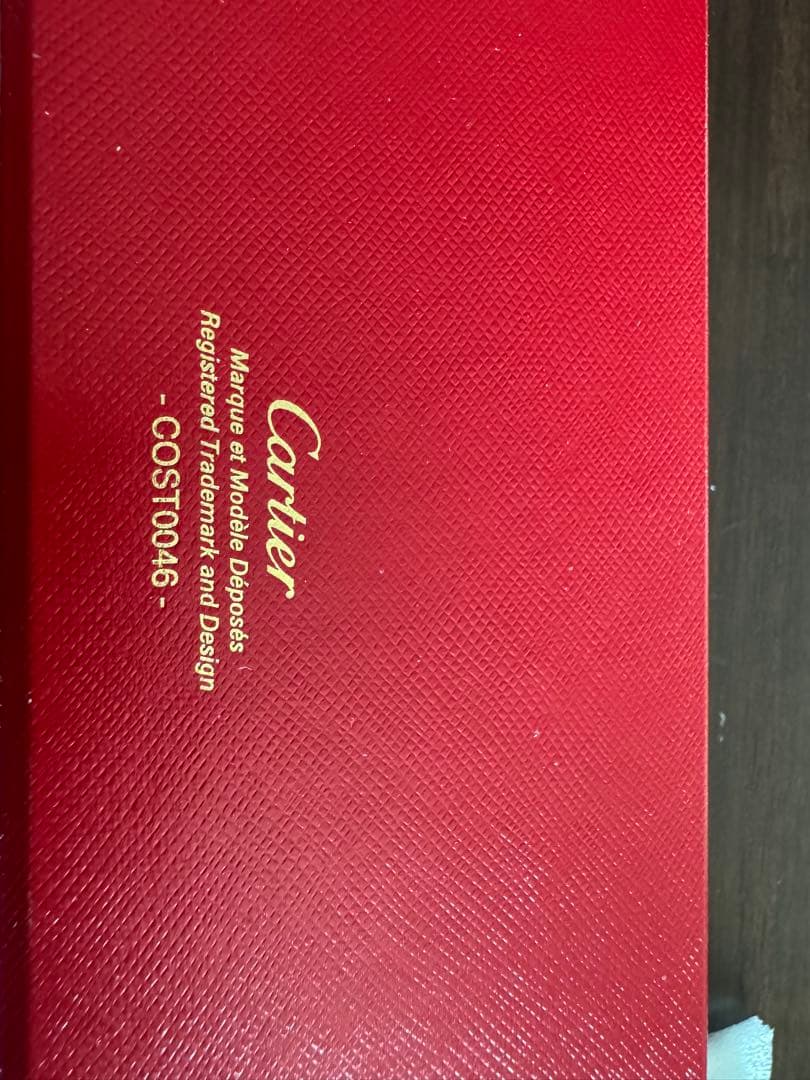 Cartier
Marque et Modèle Déposés
Registered Trademark and Design
- COST0046 -